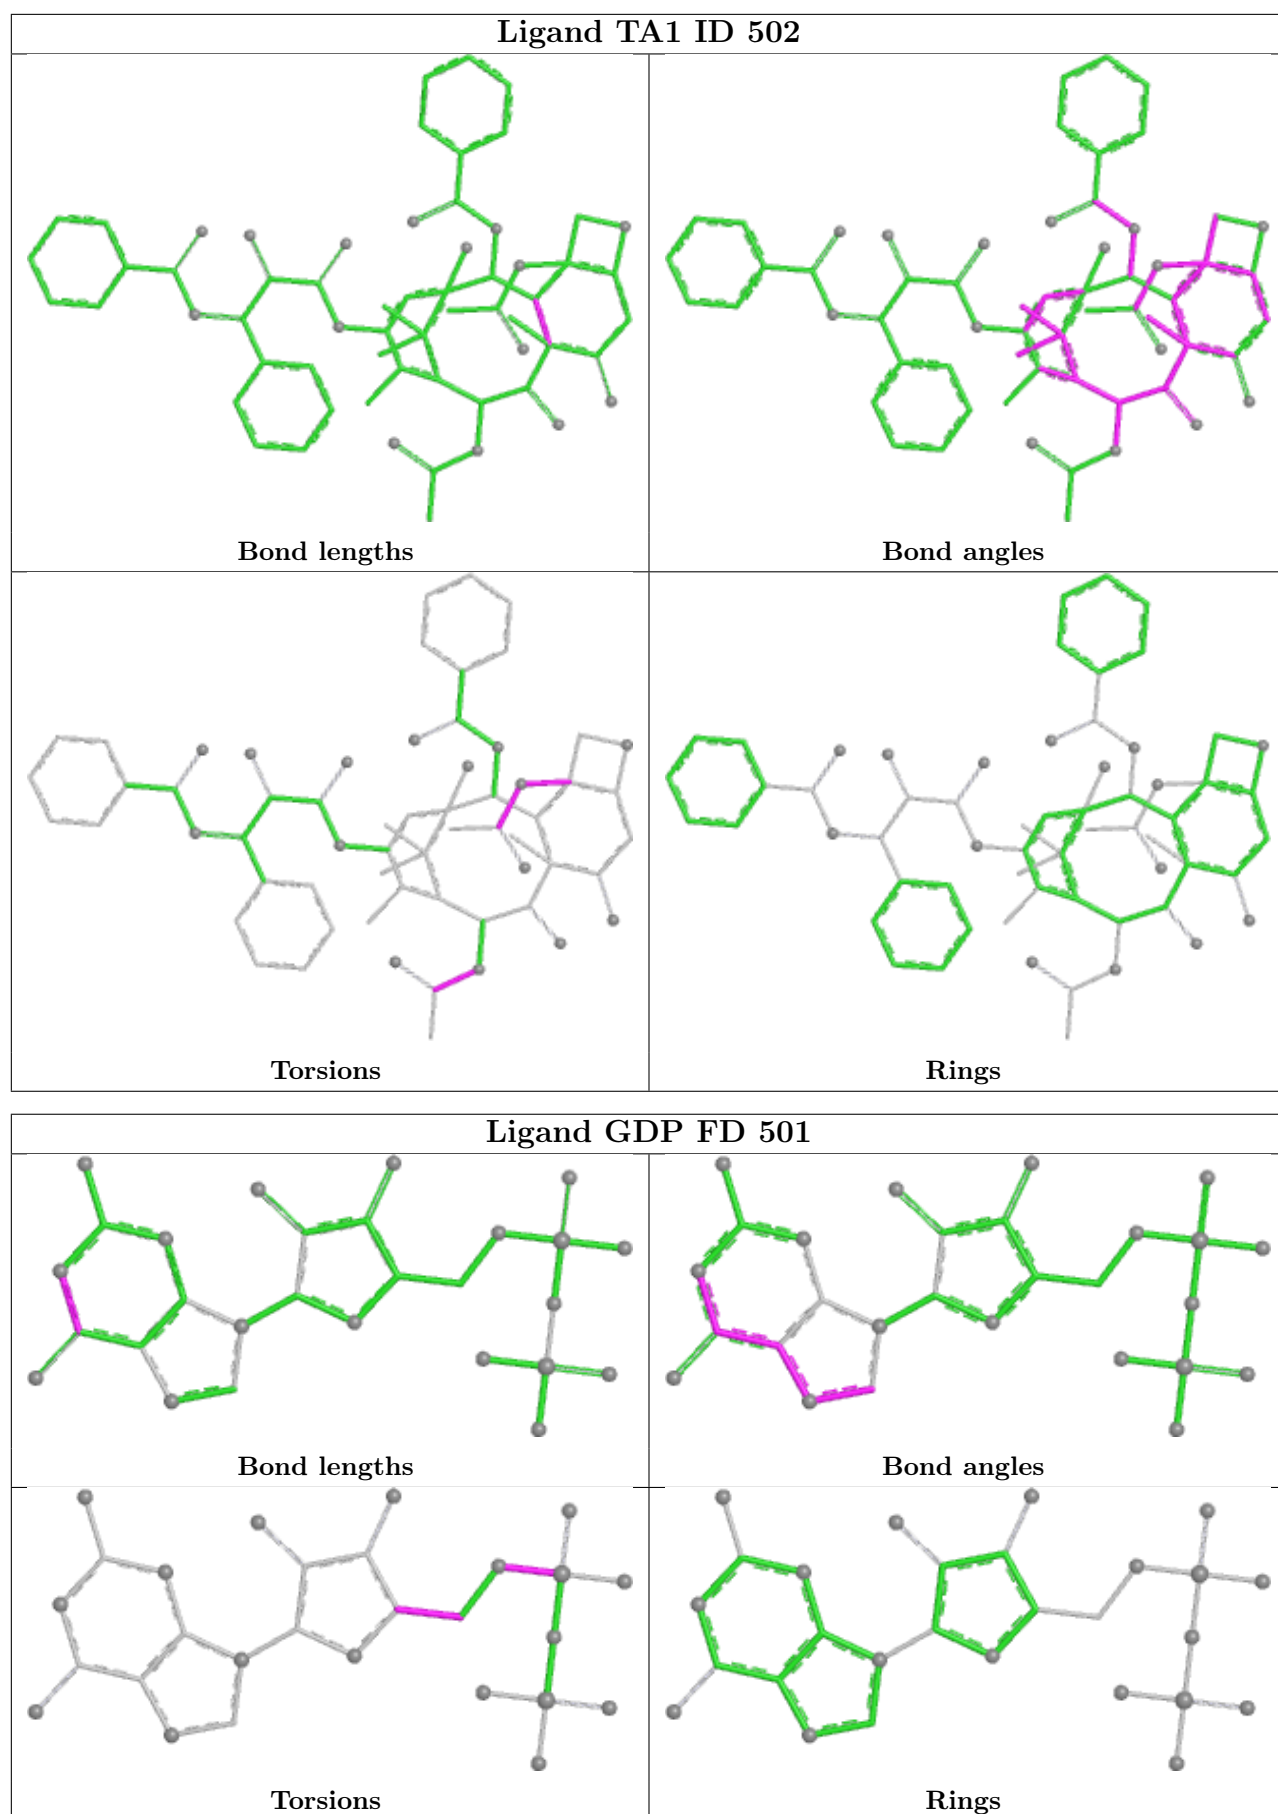 Ligand TA1 ID 502
Bond lengths
Bond angles
Torsions
Rings
Ligand GDP FD 501
Bond lengths
Bond angles
Torsions
Rings